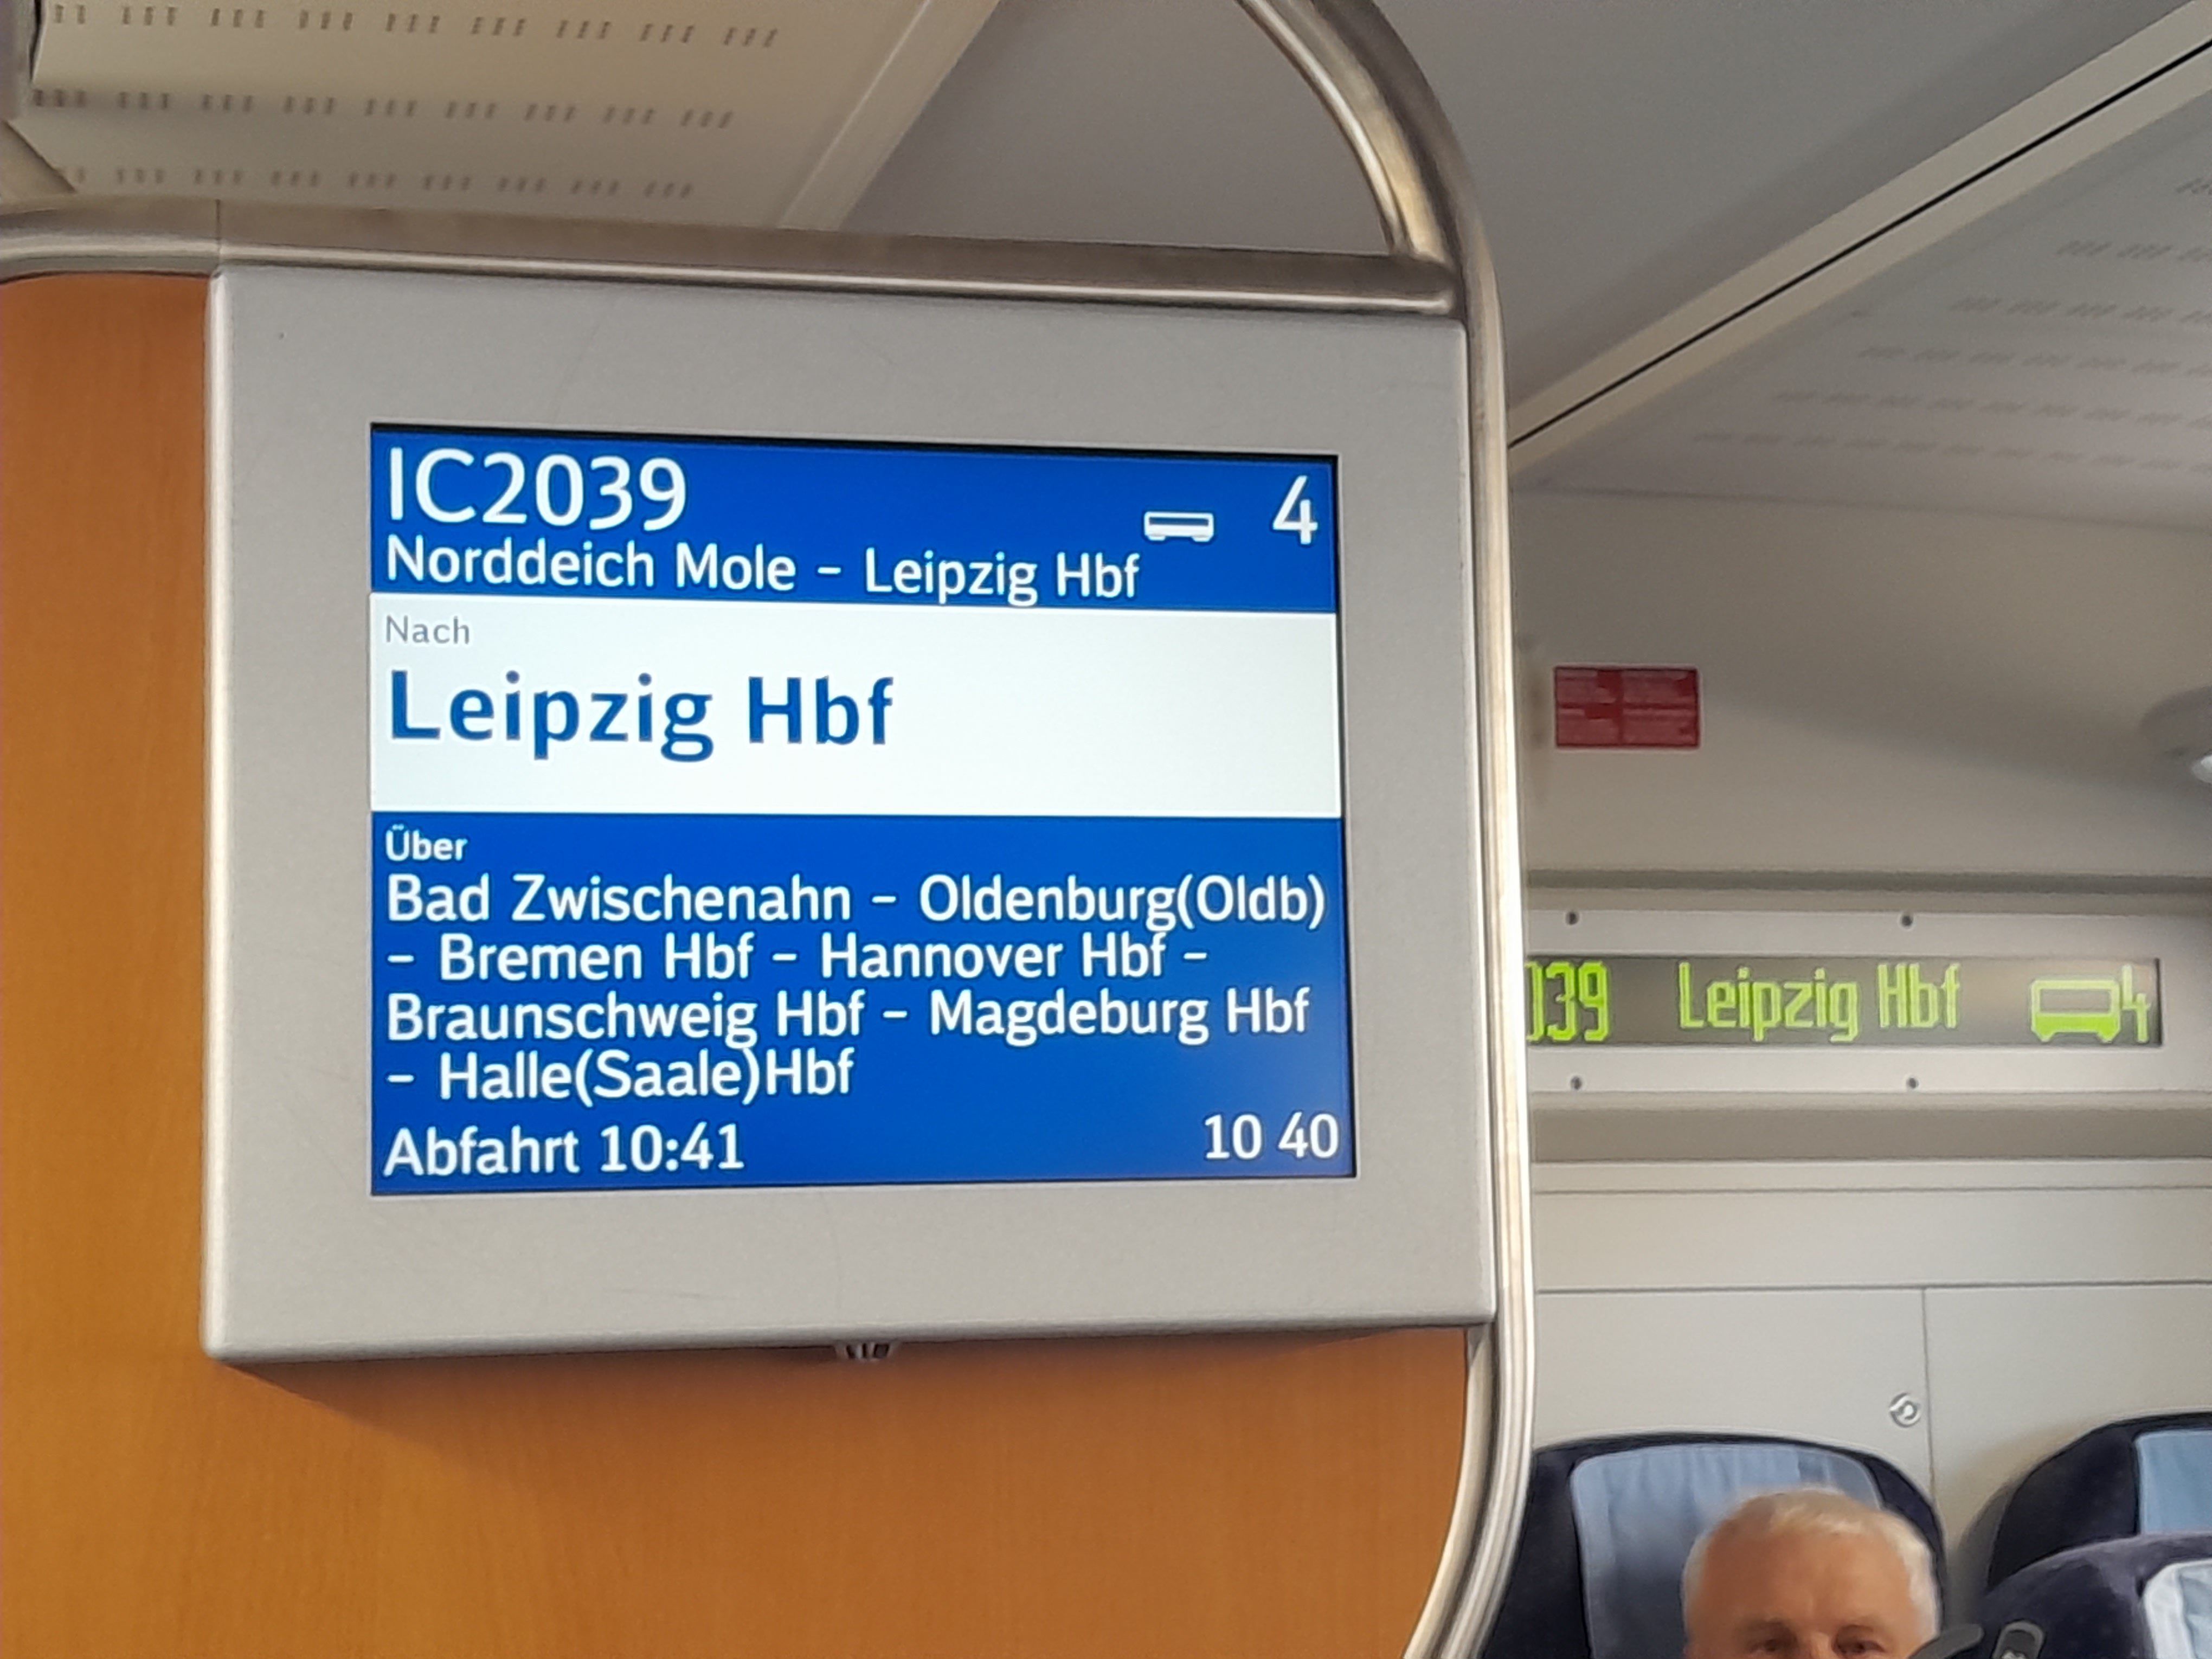 IC2039
4
Norddeich Mole – Leipzig Hbf
Nach
Leipzig Hbf
Über
Bad Zwischenahn – Oldenburg(Oldb)
– Bremen Hbf – Hannover Hbf –
Braunschweig Hbf – Magdeburg Hbf
– Halle(Saale)Hbf
Abfahrt 10:41
10 40
039 Leipzig Hbf 4